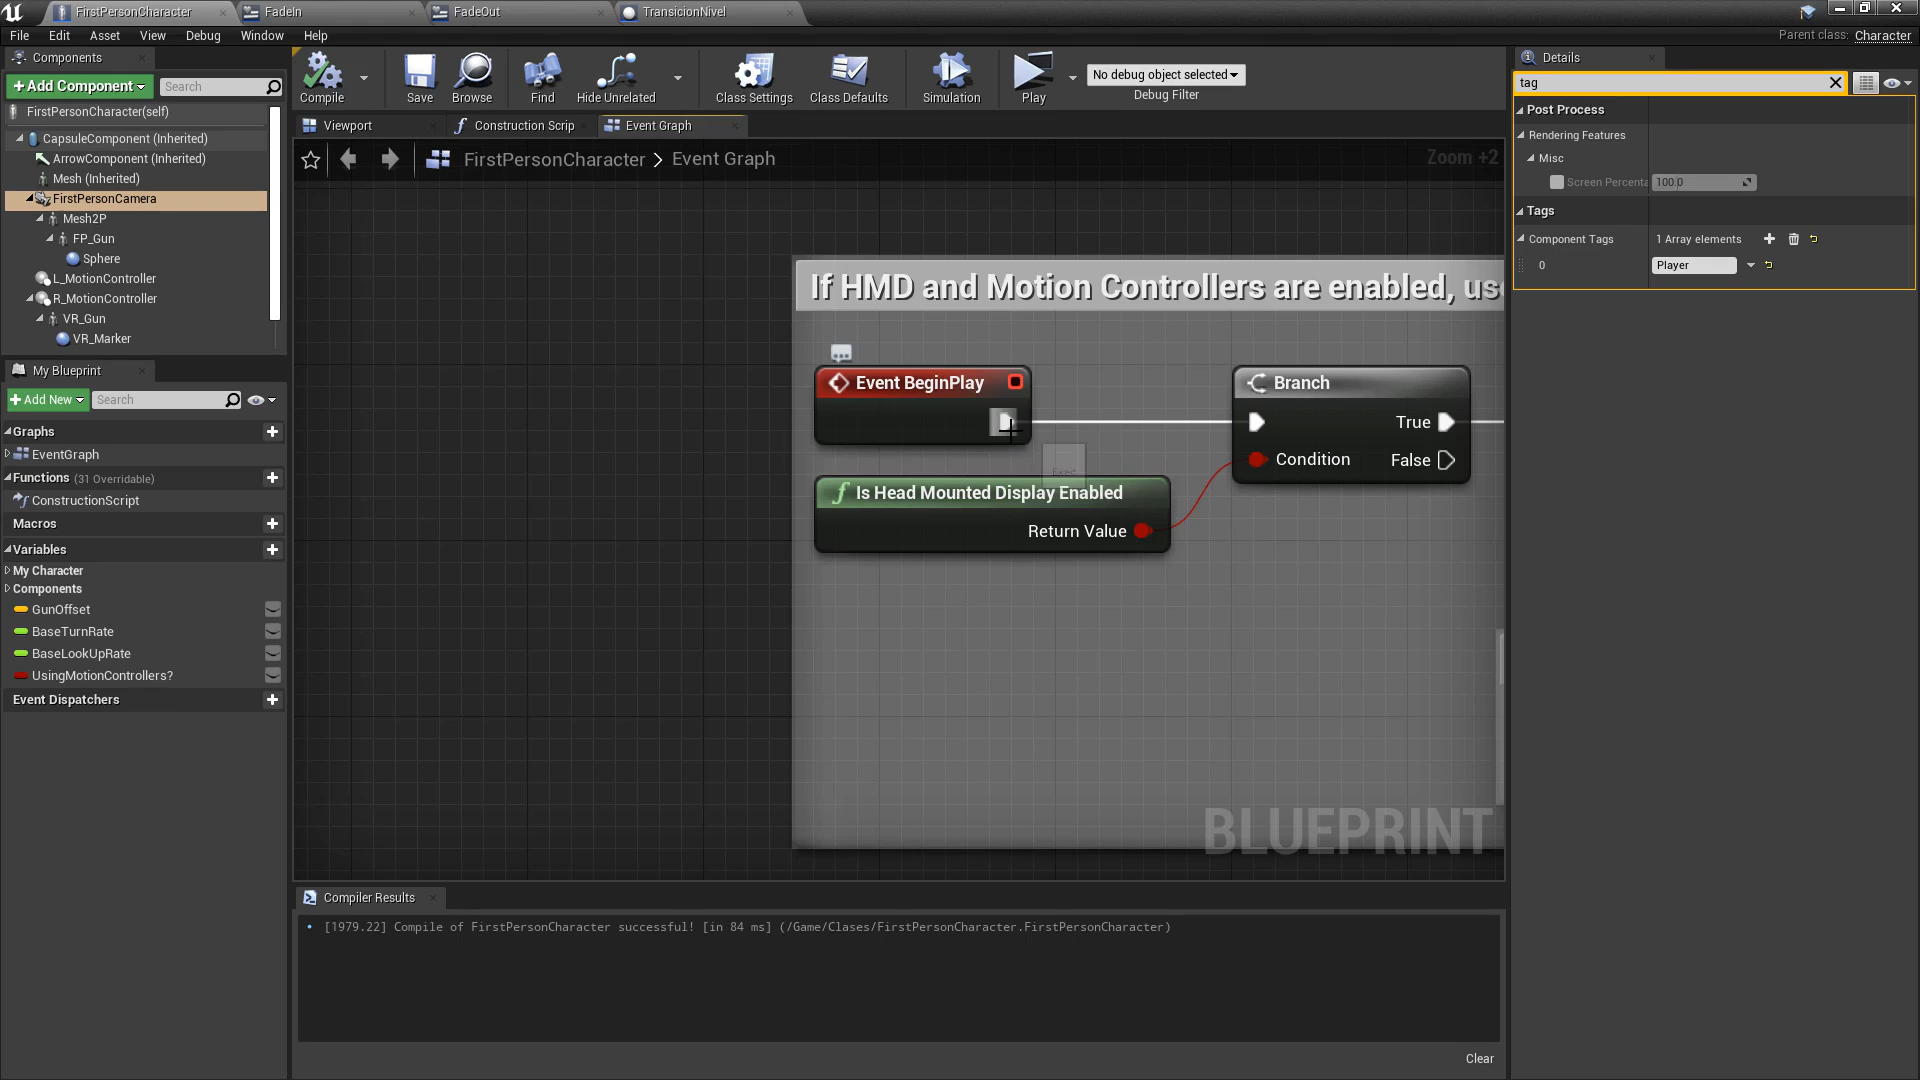 FirstPersonCharacter
FadeIn
FadeOut
TransicionNivel
File Edit Asset View Debug Window Help
Parent class: Character
Components
+ Add Component
Search
FirstPersonCharacter(self)
CapsuleComponent (Inherited)
ArrowComponent (Inherited)
Mesh (Inherited)
FirstPersonCamera
Mesh2P
FP_Gun
Sphere
L_MotionController
R_MotionController
VR_Gun
VR_Marker
My Blueprint
+ Add New
Search
Graphs
EventGraph
Functions (31 Overridable)
ConstructionScript
Macros
Variables
My Character
Components
GunOffset
BaseTurnRate
BaseLookUpRate
UsingMotionControllers?
Event Dispatchers
Compile
Save
Browse
Find
Hide Unrelated
Class Settings
Class Defaults
Simulation
Play
No debug object selected
Debug Filter
Viewport
Construction Scrip
Event Graph
FirstPersonCharacter > Event Graph
Zoom +2
If HMD and Motion Controllers are enabled, us
Event BeginPlay
Exec
Is Head Mounted Display Enabled
Return Value
Branch
True
Condition
False
BLUEPRINT
Compiler Results
[1979.22] Compile of FirstPersonCharacter successful! [in 84 ms] (/Game/Clases/FirstPersonCharacter.FirstPersonCharacter)
Clear
Details
tag
Post Process
Rendering Features
Misc
Screen Percenta 100.0
Tags
Component Tags 1 Array elements
0 Player